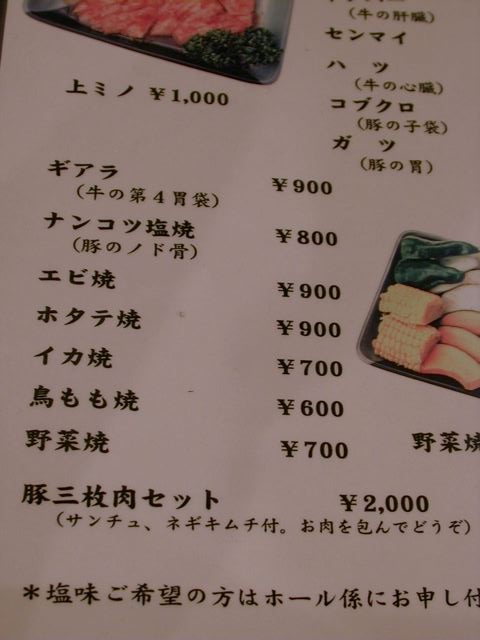 （牛の肝臓）
センマイ
ハツ
（牛の心臓）
コブクロ
（豚の子袋）
ガツ
（豚の胃）
上ミノ ￥1,000
ギアラ ￥900
（牛の第４胃袋）
ナンコツ塩焼 ￥800
（豚のノド骨）
エビ焼 ￥900
ホタテ焼 ￥900
イカ焼 ￥700
鳥もも焼 ￥600
野菜焼 ￥700
野菜焼
豚三枚肉セット ￥2,000
（サンチュ、ネギキムチ付。お肉を包んでどうぞ）
＊塩味ご希望の方はホール係にお申し付